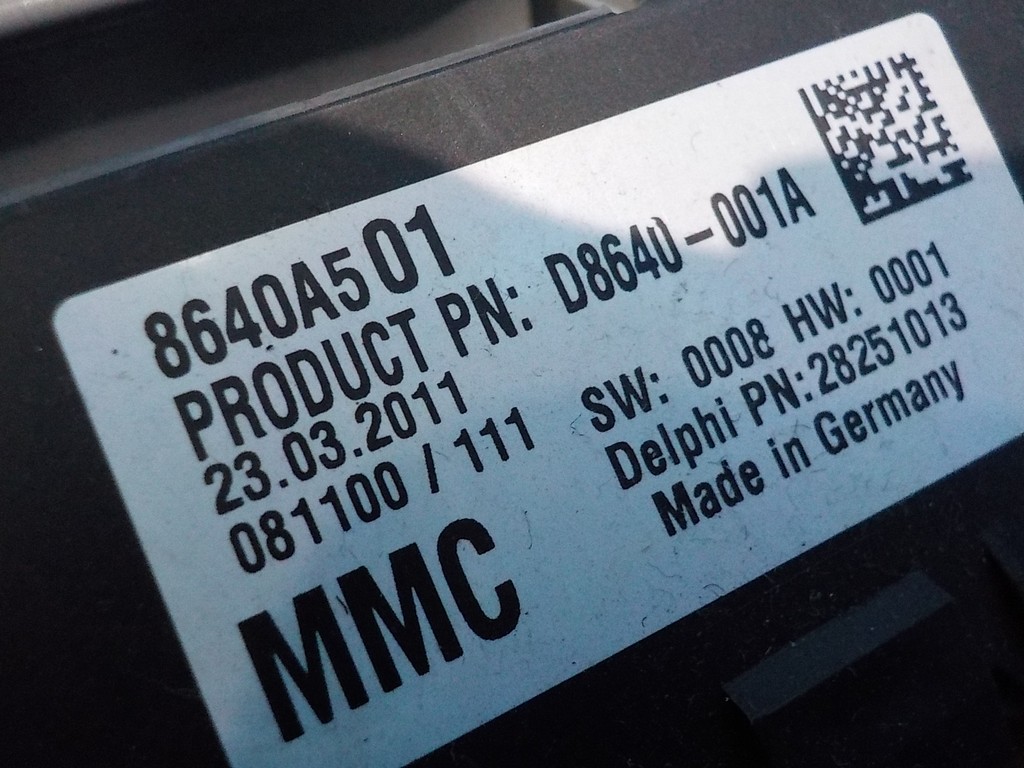 8640A501
PRODUCT PN: D8640-001A
23.03.2011 SW: 0008 HW: 0001
081100 / 111 Delphi PN: 28251013
Made in Germany
MMC